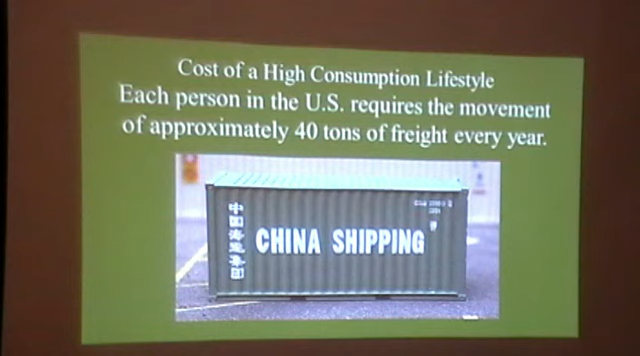 Cost of a High Consumption Lifestyle
Each person in the U.S. requires the movement
of approximately 40 tons of freight every year.
中国海运集团
CHINA SHIPPING